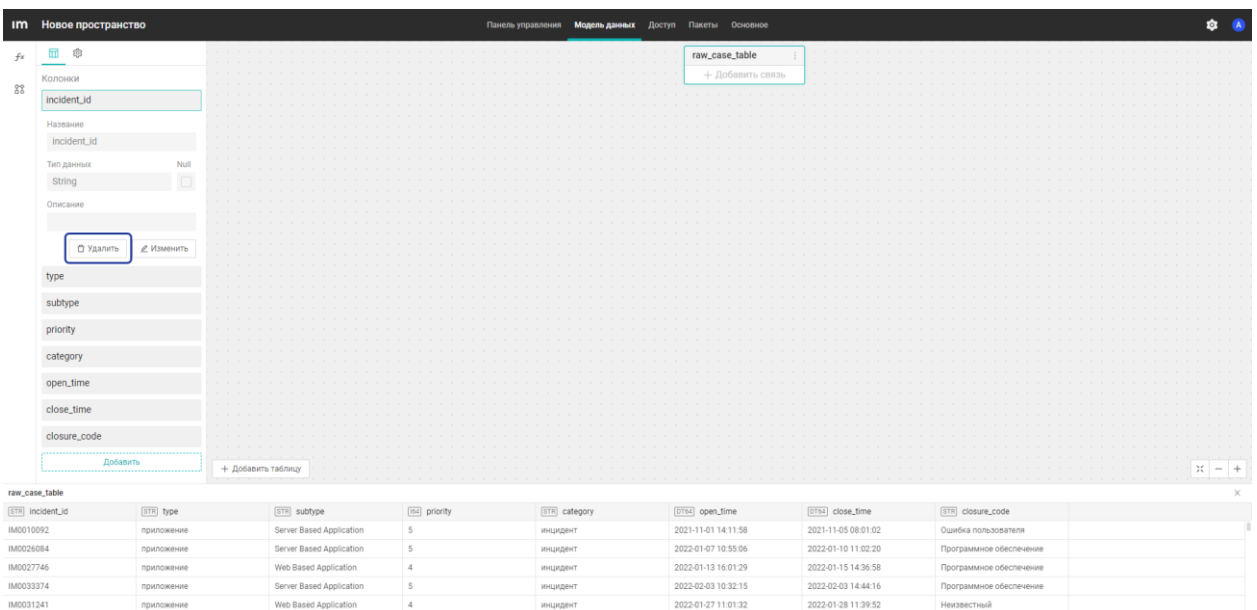 im Новое пространство Панель управления Модель данных Доступ Пакеты Основное A
fx
Колонки
incident_id
Название
incident_id
Тип данных Null
String
Описание
Удалить Изменить
type
subtype
priority
category
open_time
close_time
closure_code
Добавить
raw_case_table
+ Добавить связь
+ Добавить таблицу
raw_case_table
STR incident_id STR type STR subtype I64 priority STR category DT64 open_time DT64 close_time STR closure_code
IM0010092 приложение Server Based Application 5 инцидент 2021-11-01 14:11:58 2021-11-05 08:01:02 Ошибка пользователя
IM0026084 приложение Server Based Application 5 инцидент 2022-01-07 10:55:06 2022-01-10 11:02:20 Программное обеспечение
IM0027746 приложение Web Based Application 4 инцидент 2022-01-13 16:01:29 2022-01-15 14:36:58 Программное обеспечение
IM0033374 приложение Server Based Application 5 инцидент 2022-02-03 10:32:15 2022-02-03 14:44:16 Программное обеспечение
IM0031241 приложение Web Based Application 4 инцидент 2022-01-27 11:01:32 2022-01-28 11:39:52 Неизвестный